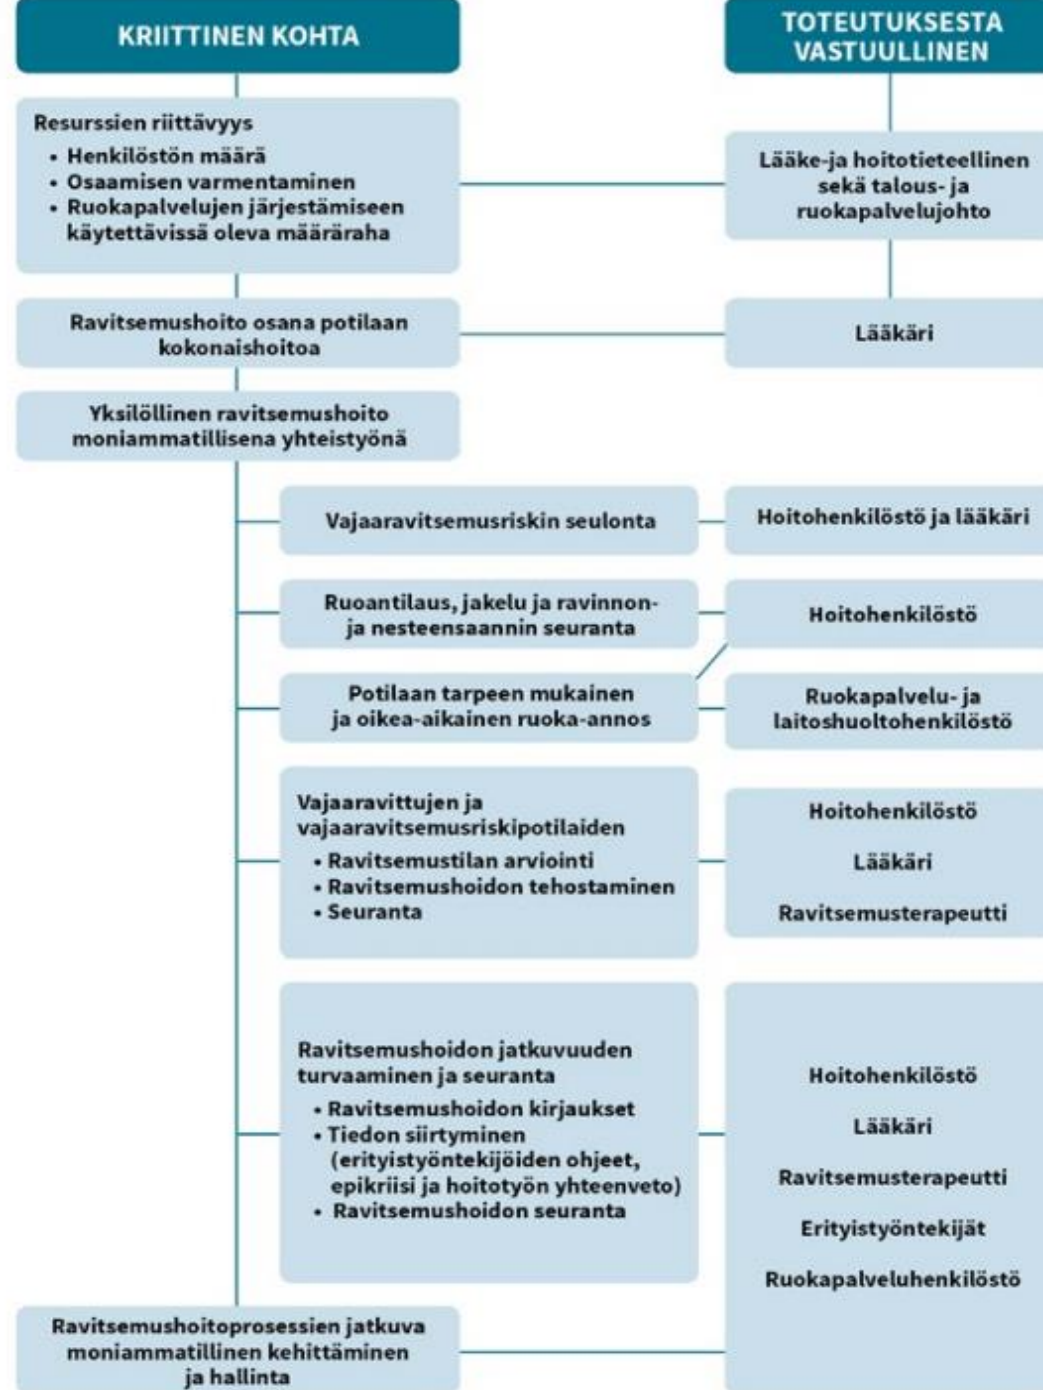 KRIITTINEN KOHTA
TOTEUTUKSESTA
VASTUULLINEN
Resurssien riittävyys
• Henkilöstön määrä
• Osaamisen varmentaminen
• Ruokapalvelujen järjestämiseen
käytettävissä oleva määräraha
Lääke-ja hoitotieteellinen
sekä talous- ja
ruokapalvelujohto
Ravitsemushoito osana potilaan
kokonaishoitoa
Lääkäri
Yksilöllinen ravitsemushoito
moniammatillisena yhteistyönä
Vajaaravitsemusriskin seulonta
Hoitohenkilöstö ja lääkäri
Ruoantilaus, jakelu ja ravinnon-
ja nesteensaannin seuranta
Hoitohenkilöstö
Potilaan tarpeen mukainen
ja oikea-aikainen ruoka-annos
Ruokapalvelu- ja
laitoshuoltohenkilöstö
Vajaaravittujen ja
vajaaravitsemusriskipotilaiden
• Ravitsemustilan arviointi
• Ravitsemushoidon tehostaminen
• Seuranta
Hoitohenkilöstö
Lääkäri
Ravitsemusterapeutti
Ravitsemushoidon jatkuvuuden
turvaaminen ja seuranta
• Ravitsemushoidon kirjaukset
• Tiedon siirtyminen
(erityistyöntekijöiden ohjeet,
epikriisi ja hoitotyön yhteenveto)
• Ravitsemushoidon seuranta
Hoitohenkilöstö
Lääkäri
Ravitsemusterapeutti
Erityistyöntekijät
Ruokapalveluhenkilöstö
Ravitsemushoitoprosessien jatkuva
moniammatillinen kehittäminen
ja hallinta